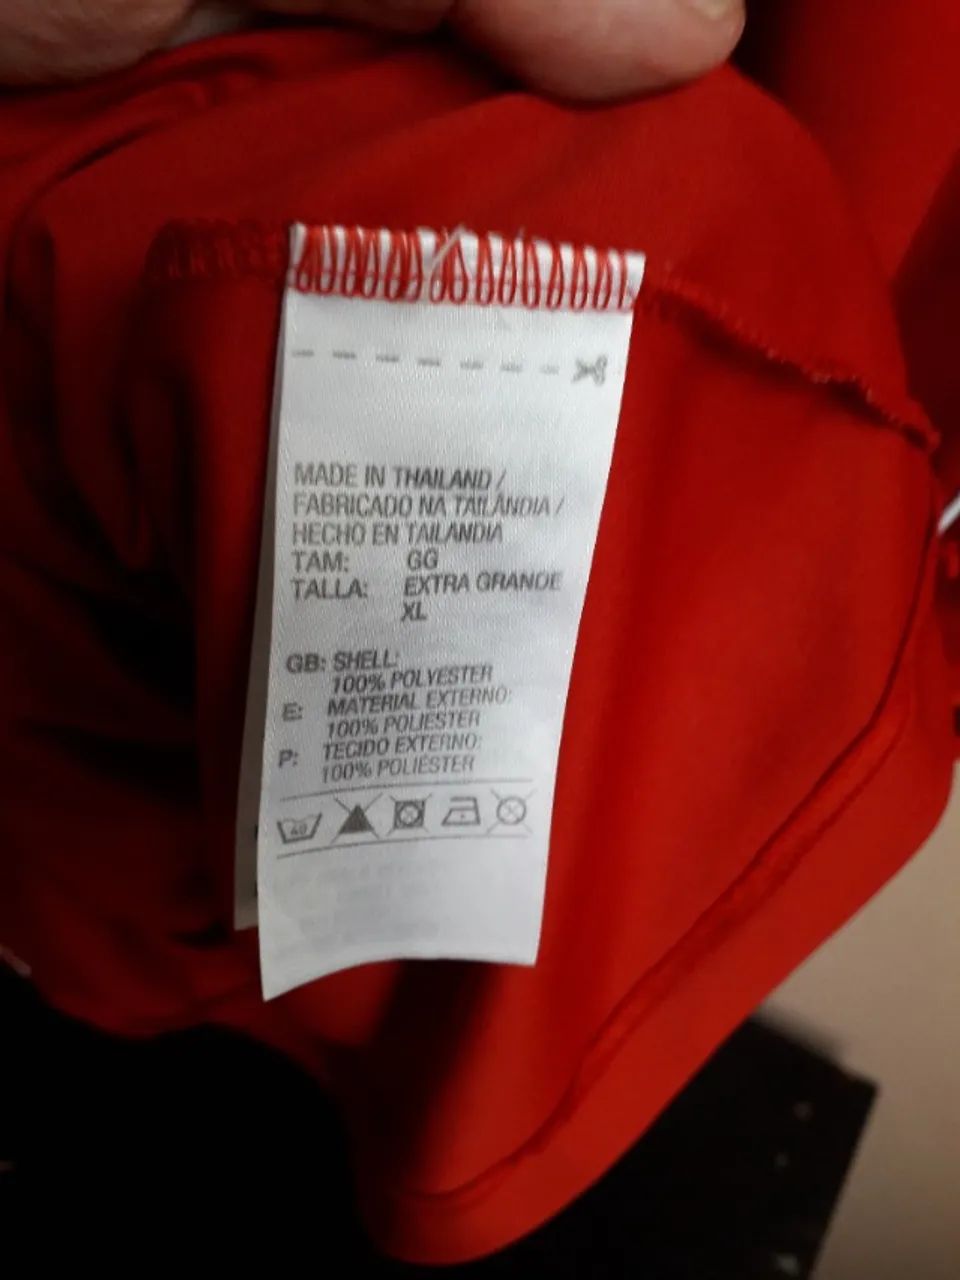 MADE IN THAILAND /
FABRICADO NA TAILÂNDIA /
HECHO EN TAILANDIA
TAM: GG
TALLA: EXTRA GRANDE
XL
GB: SHELL:
100% POLYESTER
E: MATERIAL EXTERNO:
100% POLIESTER
P: TECIDO EXTERNO:
100% POLIÉSTER
40